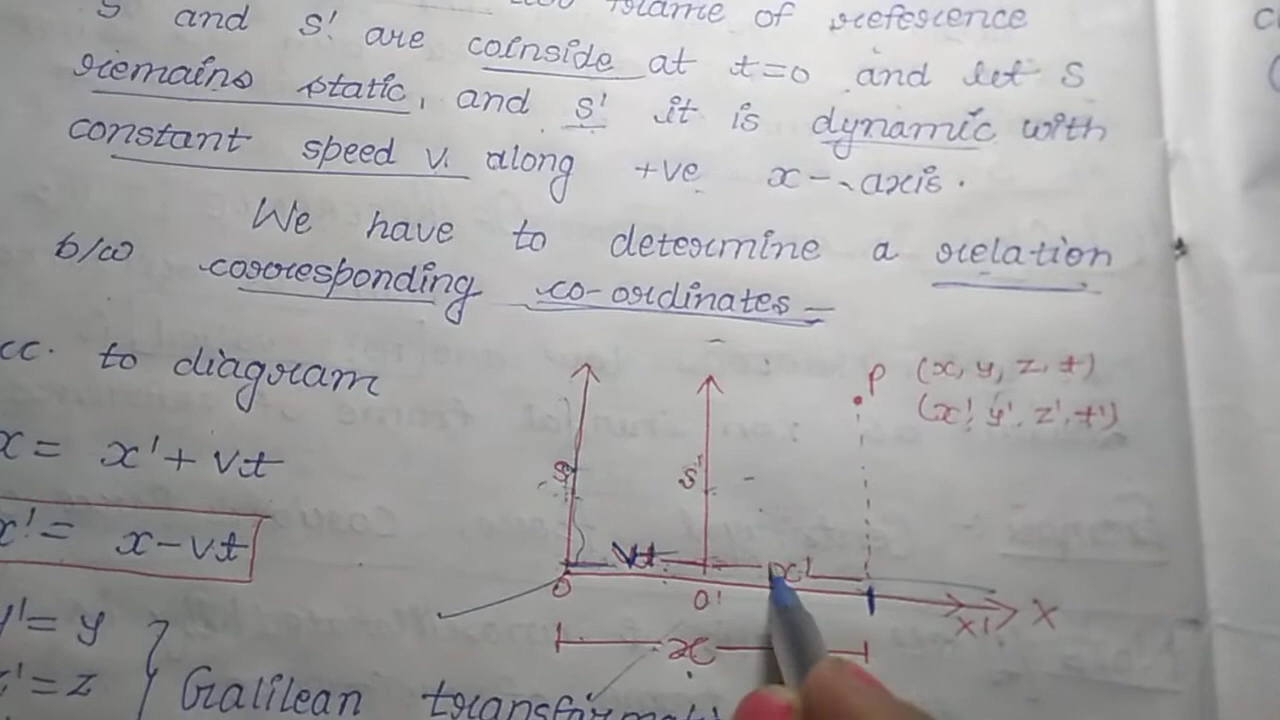 S and S' are coinside at t=0 and let S
remains static, and S' it is dynamic with
constant speed v. along +ve x-axis.
We have to determine a relation
b/w corresponding co-ordinates –
cc. to diagram
x = x' + vt
x' = x - vt
y' = y
z' = z
Galilean
P (x, y, z, t)
(x', y', z', t')
S
S'
vt
x'
O
O'
x
X'
X